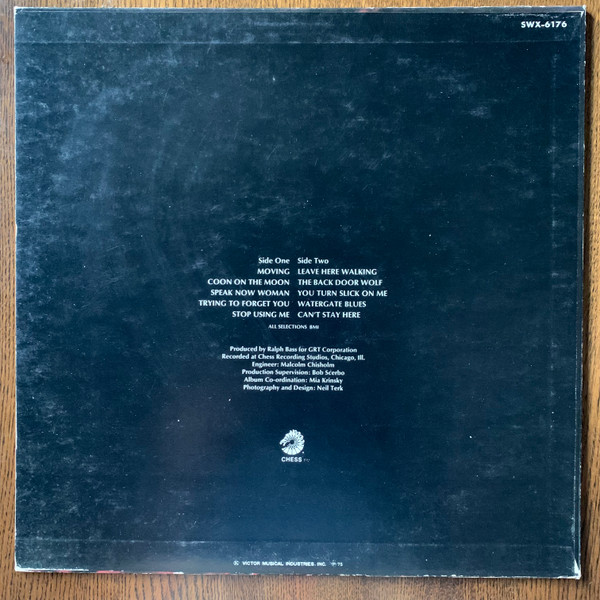 SWX-6176
Side One Side Two
MOVING LEAVE HERE WALKING
COON ON THE MOON THE BACK DOOR WOLF
SPEAK NOW WOMAN YOU TURN SLICK ON ME
TRYING TO FORGET YOU WATERGATE BLUES
STOP USING ME CAN'T STAY HERE
ALL SELECTIONS BMI
Produced by Ralph Bass for GRT Corporation
Recorded at Chess Recording Studios, Chicago, Ill.
Engineer: Malcolm Chisholm
Production Supervision: Bob Scerbo
Album Co-ordination: Mia Krinsky
Photography and Design: Neil Terk
CHESS
VICTOR MUSICAL INDUSTRIES, INC.